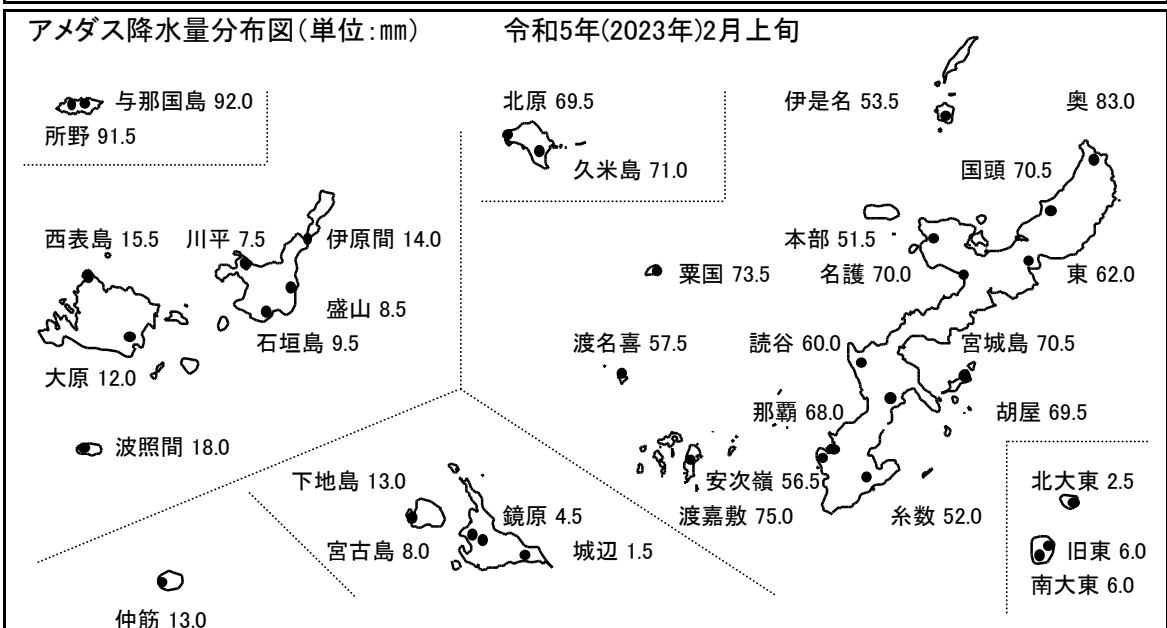 アメダス降水量分布図(単位:㎜) 令和5年(2023年)2月上旬
与那国島 92.0
所野 91.5
北原 69.5
久米島 71.0
伊是名 53.5
奥 83.0
国頭 70.5
西表島 15.5
川平 7.5
伊原間 14.0
盛山 8.5
石垣島 9.5
大原 12.0
波照間 18.0
本部 51.5
名護 70.0
東 62.0
粟国 73.5
渡名喜 57.5
読谷 60.0
宮城島 70.5
那覇 68.0
胡屋 69.5
安次嶺 56.5
渡嘉敷 75.0
糸数 52.0
下地島 13.0
鏡原 4.5
宮古島 8.0
城辺 1.5
仲筋 13.0
北大東 2.5
旧東 6.0
南大東 6.0